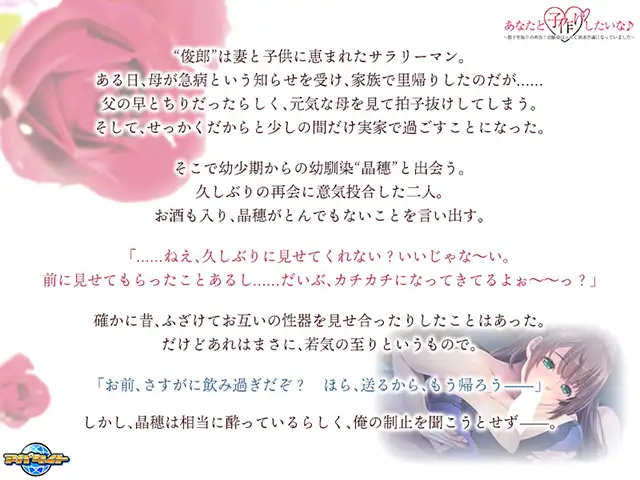 あなたと子作りしたいな♪
“俊郎”は妻と子供に恵まれたサラリーマン。
ある日、母が急病という知らせを受け、家族で里帰りしたのだが……
父の早とちりだったらしく、元気な母を見て拍子抜けしてしまう。
そして、せっかくだからと少しの間だけ実家で過ごすことになった。
そこで幼少期からの幼馴染“晶穂”と出会う。
久しぶりの再会に意気投合した二人。
お酒も入り、晶穂がとんでもないことを言い出す。
「……ねえ、久しぶりに見せてくれない？いいじゃな〜い。
前に見せてもらったことあるし……だいぶ、カチカチになってきてるよぉ〜〜っ？」
確かに昔、ふざけてお互いの性器を見せ合ったりしたことはあった。
だけどあれはまさに、若気の至りというもので。
「お前、さすがに飲み過ぎだぞ？　ほら、送るから、もう帰ろう――」
しかし、晶穂は相当に酔っているらしく、俺の制止を聞こうとせず――。